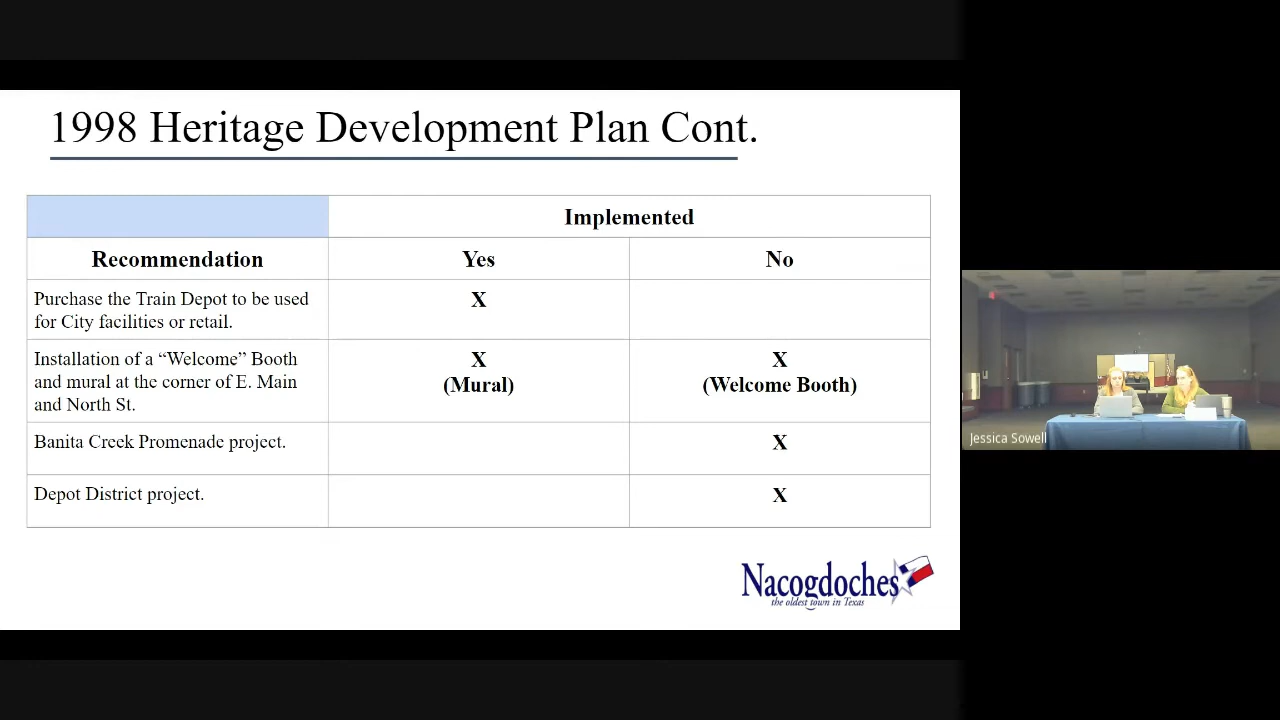 1998 Heritage Development Plan Cont.
Implemented
Recommendation
Yes
No
Purchase the Train Depot to be used
for City facilities or retail.
X
Installation of a “Welcome” Booth
and mural at the corner of E. Main
and North St.
X
(Mural)
X
(Welcome Booth)
Banita Creek Promenade project.
X
Depot District project.
X
Nacogdoches
the oldest town in Texas
Jessica Sowell